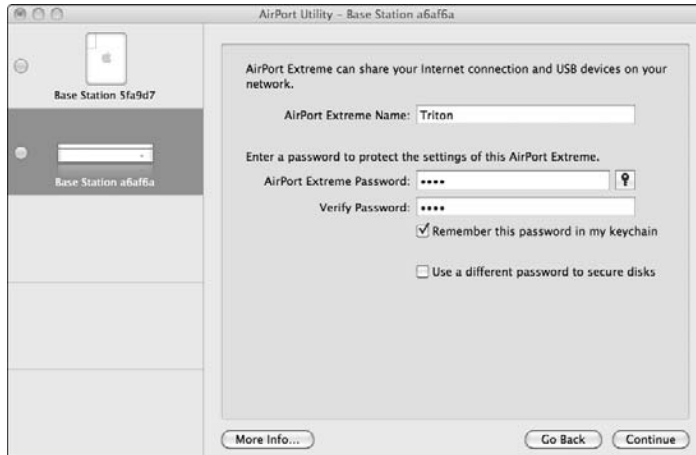 AirPort Utility – Base Station a6af6a
Base Station 5fa9d7
Base Station a6af6a
AirPort Extreme can share your Internet connection and USB devices on your
network.
AirPort Extreme Name: Triton
Enter a password to protect the settings of this AirPort Extreme.
AirPort Extreme Password: ••••
Verify Password: ••••
Remember this password in my keychain
Use a different password to secure disks
More Info...
Go Back
Continue